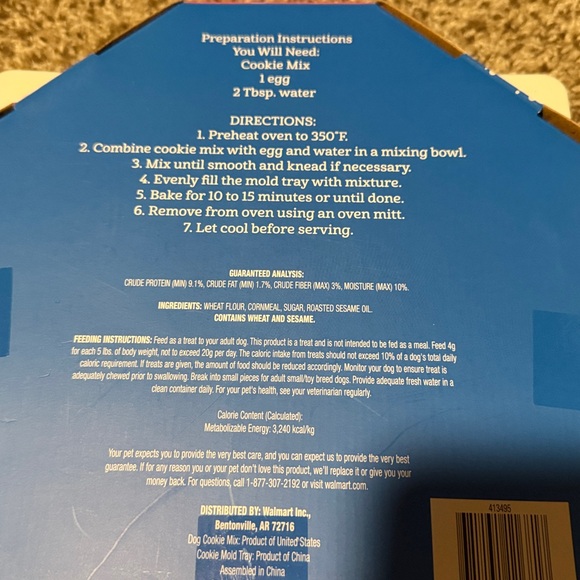 Preparation Instructions
You Will Need:
Cookie Mix
1 egg
2 Tbsp. water
DIRECTIONS:
1. Preheat oven to 350°F.
2. Combine cookie mix with egg and water in a mixing bowl.
3. Mix until smooth and knead if necessary.
4. Evenly fill the mold tray with mixture.
5. Bake for 10 to 15 minutes or until done.
6. Remove from oven using an oven mitt.
7. Let cool before serving.
GUARANTEED ANALYSIS:
CRUDE PROTEIN (MIN) 9.1%, CRUDE FAT (MIN) 1.7%, CRUDE FIBER (MAX) 3%, MOISTURE (MAX) 10%.
INGREDIENTS: WHEAT FLOUR, CORNMEAL, SUGAR, ROASTED SESAME OIL.
CONTAINS WHEAT AND SESAME.
FEEDING INSTRUCTIONS: Feed as a treat to your adult dog. This product is a treat and is not intended to be fed as a meal. Feed 4g
for each 5 lbs. of body weight, not to exceed 20g per day. The caloric intake from treats should not exceed 10% of a dog's total daily
caloric requirement. If treats are given, the amount of food should be reduced accordingly. Monitor your dog to ensure treat is
adequately chewed prior to swallowing. Break into small pieces for adult small/toy breed dogs. Provide adequate fresh water in a
clean container daily. For your pet's health, see your veterinarian regularly.
Calorie Content (Calculated):
Metabolizable Energy: 3,240 kcal/kg
Your pet expects you to provide the very best care, and you can expect us to provide the very best
guarantee. If for any reason you or your pet don't love this product, we'll replace it or give you your
money back. For questions, call 1-877-307-2192 or visit walmart.com.
DISTRIBUTED BY: Walmart Inc.,
Bentonville, AR 72716
Dog Cookie Mix: Product of United States
Cookie Mold Tray: Product of China
Assembled in China
413495